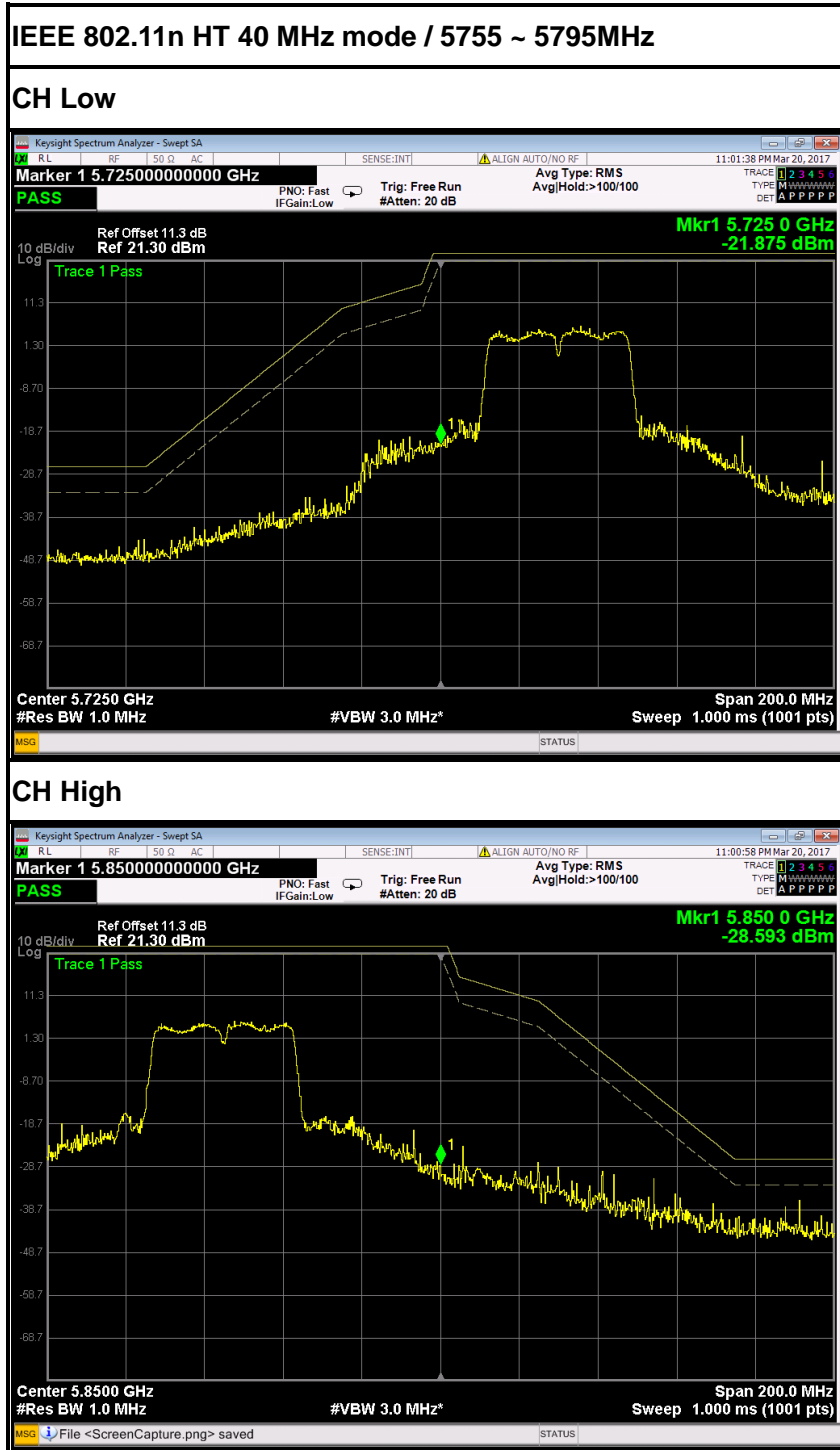 IEEE 802.11n HT 40 MHz mode / 5755 ~ 5795MHz
CH Low
Keysight Spectrum Analyzer - Swept SA
LXI RL RF 50 Ω AC SENSE:INT ALIGN AUTO/NO RF 11:01:38 PM Mar 20, 2017
Marker 1 5.725000000000 GHz
PASS
PNO: Fast
IFGain:Low
Trig: Free Run
#Atten: 20 dB
Avg Type: RMS
Avg|Hold:>100/100
TRACE 1 2 3 4 5 6
TYPE M WWWWW
DET A P P P P P
Mkr1 5.725 0 GHz
-21.875 dBm
Ref Offset 11.3 dB
10 dB/div Ref 21.30 dBm
Log
Trace 1 Pass
11.3
1.30
-8.70
1
-18.7
-28.7
-38.7
-48.7
-58.7
-68.7
Center 5.7250 GHz Span 200.0 MHz
#Res BW 1.0 MHz #VBW 3.0 MHz* Sweep 1.000 ms (1001 pts)
MSG STATUS
CH High
Keysight Spectrum Analyzer - Swept SA
LXI RL RF 50 Ω AC SENSE:INT ALIGN AUTO/NO RF 11:00:58 PM Mar 20, 2017
Marker 1 5.850000000000 GHz
PASS
PNO: Fast
IFGain:Low
Trig: Free Run
#Atten: 20 dB
Avg Type: RMS
Avg|Hold:>100/100
TRACE 1 2 3 4 5 6
TYPE M WWWWW
DET A P P P P P
Mkr1 5.850 0 GHz
-28.593 dBm
Ref Offset 11.3 dB
10 dB/div Ref 21.30 dBm
Log
Trace 1 Pass
11.3
1.30
-8.70
-18.7
1
-28.7
-38.7
-48.7
-58.7
-68.7
Center 5.8500 GHz Span 200.0 MHz
#Res BW 1.0 MHz #VBW 3.0 MHz* Sweep 1.000 ms (1001 pts)
MSG File <ScreenCapture.png> saved STATUS